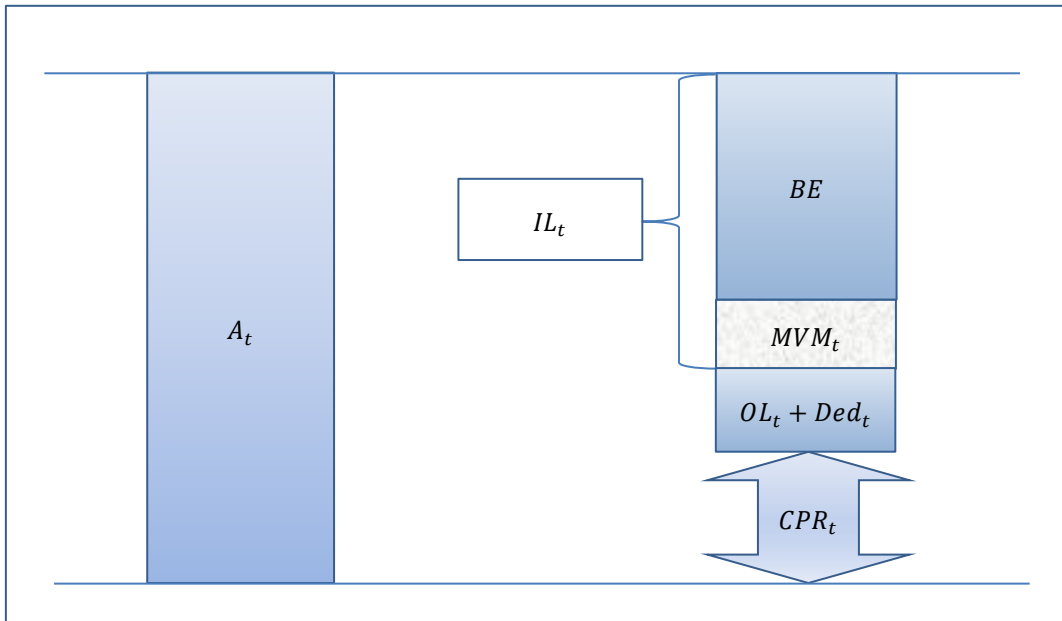 BE
IL_t
A_t
MVM_t
OL_t + Ded_t
CPR_t